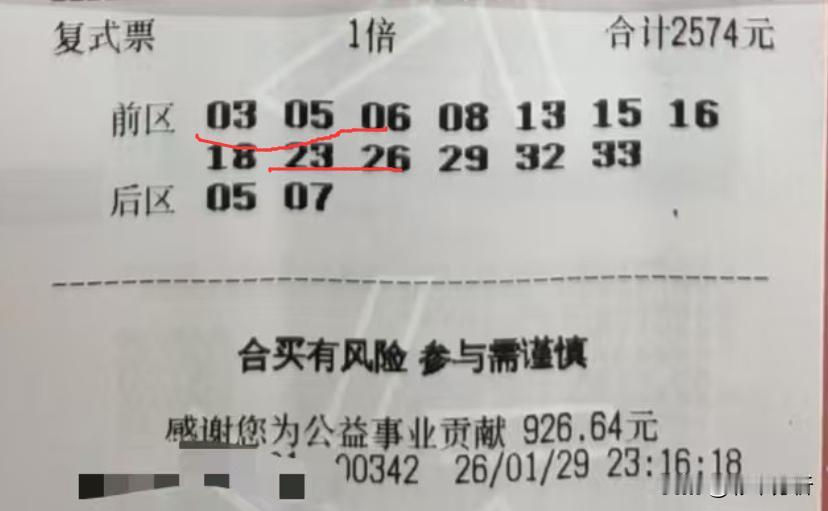 复式票 1倍 合计2574元
前区 03 05 06 08 13 15 16
18 23 26 29 32 33
后区 05 07
合买有风险 参与需谨慎
感谢您为公益事业贡献 926.64元
00342 26/01/29 23:16:18